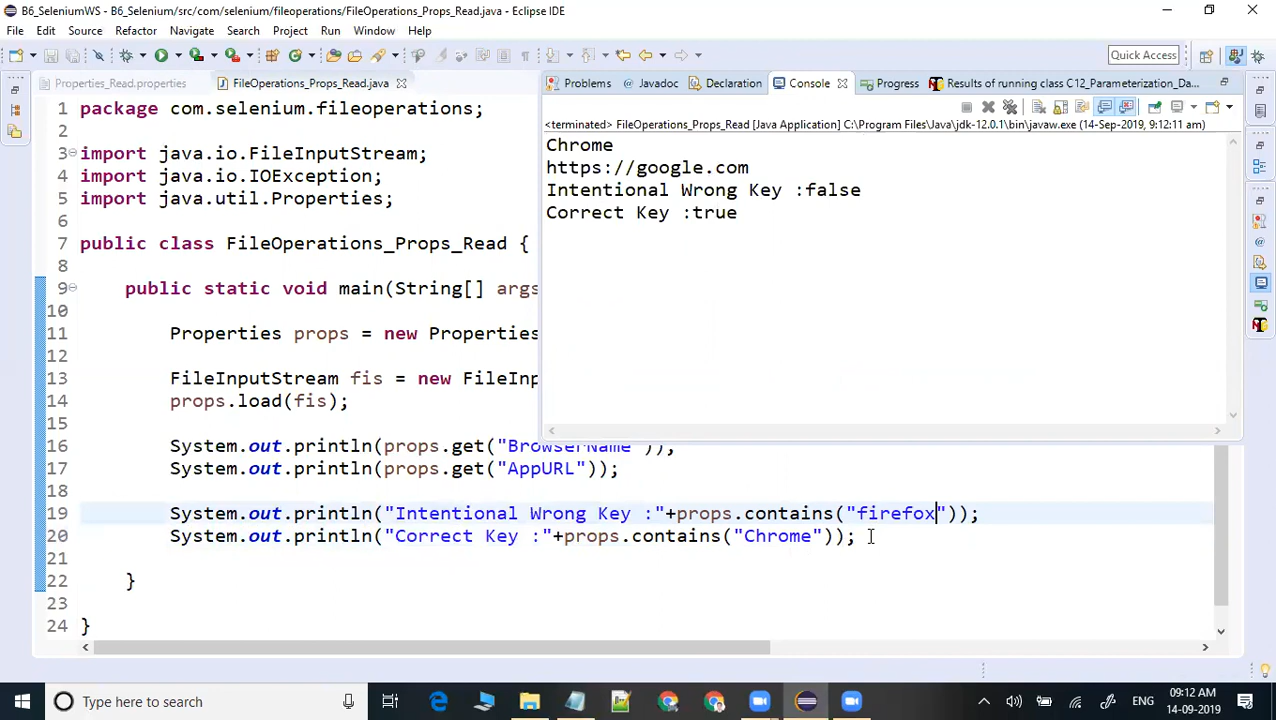 B6_SeleniumWS - B6_Selenium/src/com/selenium/fileoperations/FileOperations_Props_Read.java - Eclipse IDE
File Edit Source Refactor Navigate Search Project Run Window Help
Quick Access
Properties_Read.properties FileOperations_Props_Read.java
Problems @ Javadoc Declaration Console Progress Results of running class C12_Parameterization_Da...
<terminated> FileOperations_Props_Read [Java Application] C:\Program Files\Java\jdk-12.0.1\bin\javaw.exe (14-Sep-2019, 9:12:11 am)
Chrome
https://google.com
Intentional Wrong Key :false
Correct Key :true
1 package com.selenium.fileoperations;
2
3 import java.io.FileInputStream;
4 import java.io.IOException;
5 import java.util.Properties;
6
7 public class FileOperations_Props_Read {
8
9 public static void main(String[] args
10
11 Properties props = new Properties
12
13 FileInputStream fis = new FileInp
14 props.load(fis);
15
16 System.out.println(props.get("BrowserName"));
17 System.out.println(props.get("AppURL"));
18
19 System.out.println("Intentional Wrong Key :"+props.contains("firefox"));
20 System.out.println("Correct Key :"+props.contains("Chrome"));
21
22 }
23
24 }
Type here to search
ENG
09:12 AM
14-09-2019